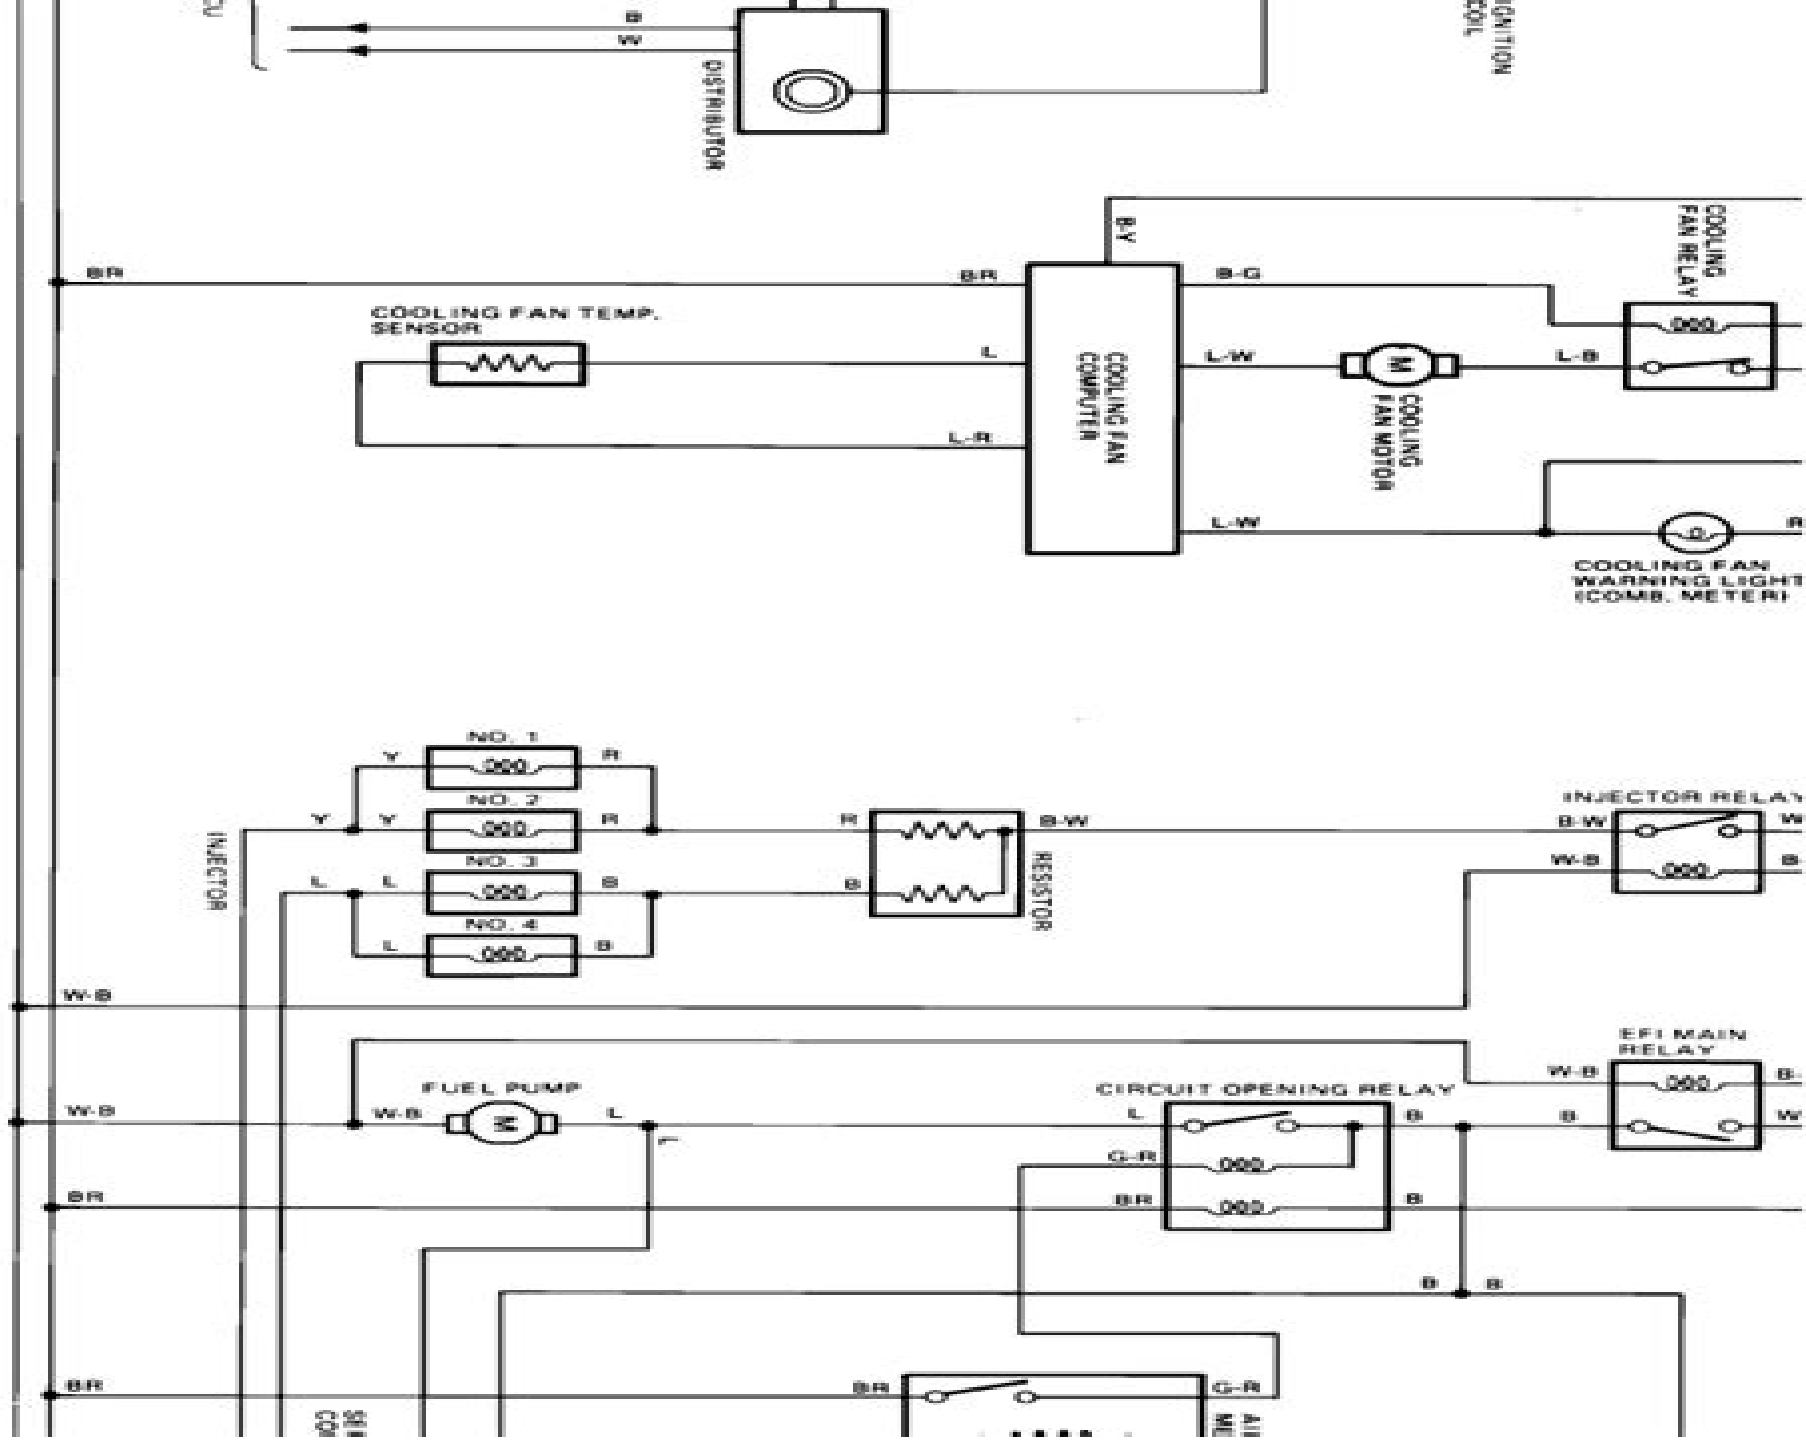 B
W
DISTRIBUTOR
IGNITION
COIL
B-Y
COOLING
FAN RELAY
BR
BR
B-G
COOLING FAN TEMP.
SENSOR
L
L-W
M
L-B
COOLING FAN
COMPUTER
COOLING
FAN MOTOR
L-R
L-W
R
COOLING FAN
WARNING LIGHT
(COMB. METER)
NO. 1
Y
R
NO. 2
Y
Y
R
R
B-W
INJECTOR RELAY
B-W
W
NO. 3
L
L
B
B
W-B
B-
INJECTOR
RESISTOR
NO. 4
L
B
W-B
EFI MAIN
RELAY
W-B
B-
FUEL PUMP
CIRCUIT OPENING RELAY
W-B
W-B
M
L
L
L
B
B
W
G-R
BR
BR
B
B
B
BR
BR
G-R